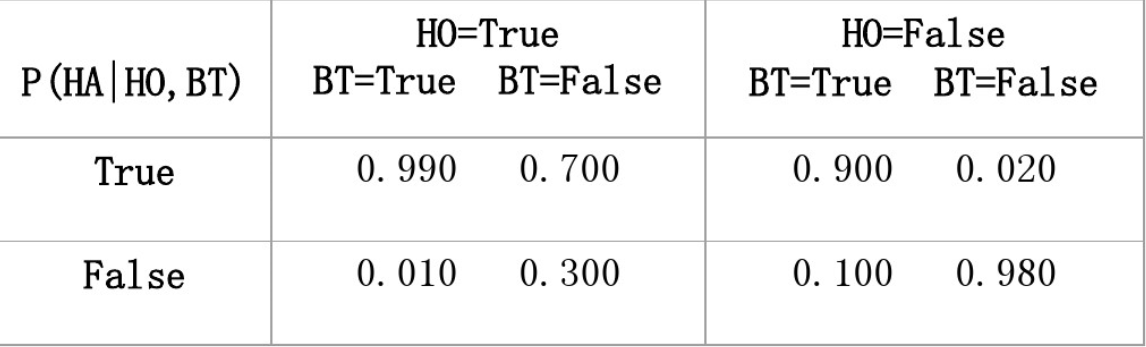 HO=True HO=False
P(HA|HO,BT) BT=True BT=False BT=True BT=False
True 0.990 0.700 0.900 0.020
False 0.010 0.300 0.100 0.980